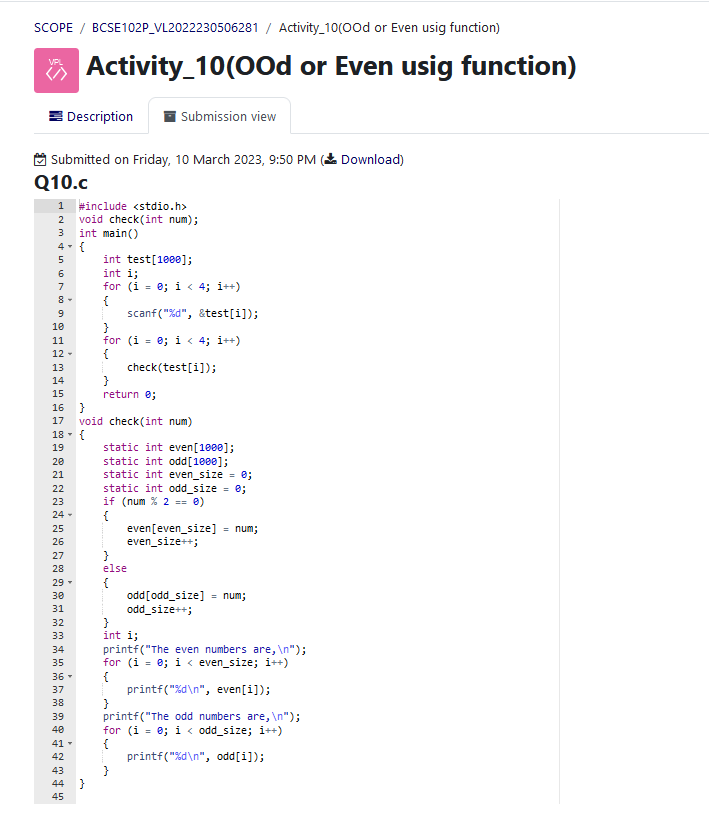 SCOPE / BCSE102P_VL2022230506281 / Activity_10(OOd or Even usig function)
VPL
</>
Activity_10(OOd or Even usig function)
Description
Submission view
Submitted on Friday, 10 March 2023, 9:50 PM (Download)
Q10.c
1 #include <stdio.h>
2 void check(int num);
3 int main()
4 {
5     int test[1000];
6     int i;
7     for (i = 0; i < 4; i++)
8     {
9         scanf("%d", &test[i]);
10     }
11     for (i = 0; i < 4; i++)
12     {
13         check(test[i]);
14     }
15     return 0;
16 }
17 void check(int num)
18 {
19     static int even[1000];
20     static int odd[1000];
21     static int even_size = 0;
22     static int odd_size = 0;
23     if (num % 2 == 0)
24     {
25         even[even_size] = num;
26         even_size++;
27     }
28     else
29     {
30         odd[odd_size] = num;
31         odd_size++;
32     }
33     int i;
34     printf("The even numbers are,\n");
35     for (i = 0; i < even_size; i++)
36     {
37         printf("%d\n", even[i]);
38     }
39     printf("The odd numbers are,\n");
40     for (i = 0; i < odd_size; i++)
41     {
42         printf("%d\n", odd[i]);
43     }
44 }
45